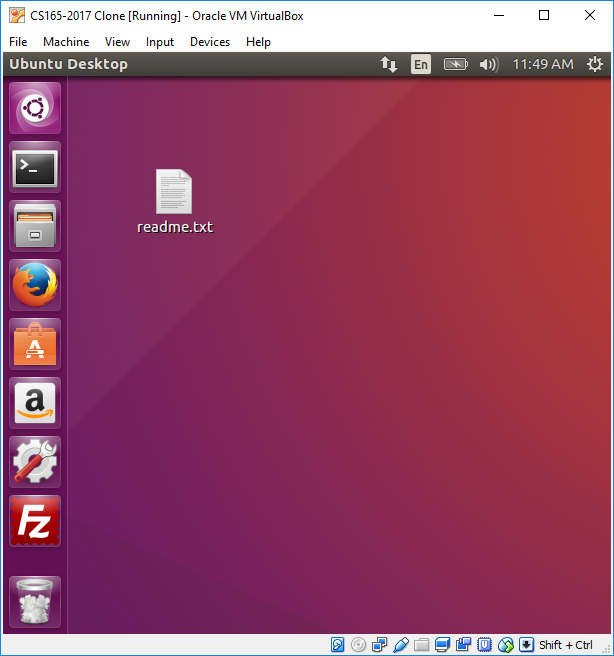 CS165-2017 Clone [Running] - Oracle VM VirtualBox
File Machine View Input Devices Help
Ubuntu Desktop En 11:49 AM
>_
readme.txt
A
a
Fz
Shift + Ctrl